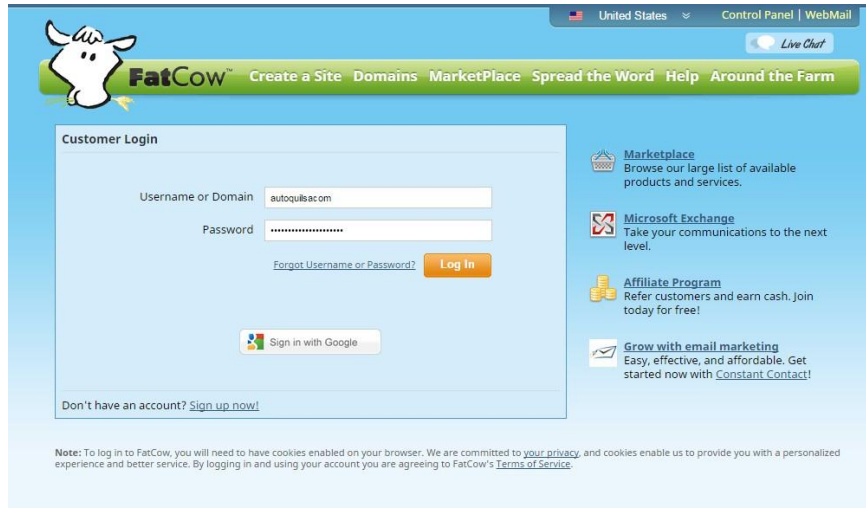 United States
Control Panel | WebMail
Live Chat
FatCow™
Create a Site Domains MarketPlace Spread the Word Help Around the Farm
Customer Login
Username or Domain
autoquilsacom
Password
Forgot Username or Password?
Log In
Sign in with Google
Don't have an account? Sign up now!
Marketplace
Browse our large list of available
products and services.
Microsoft Exchange
Take your communications to the next
level.
Affiliate Program
Refer customers and earn cash. Join
today for free!
Grow with email marketing
Easy, effective, and affordable. Get
started now with Constant Contact!
Note: To log in to FatCow, you will need to have cookies enabled on your browser. We are committed to your privacy, and cookies enable us to provide you with a personalized
experience and better service. By logging in and using your account you are agreeing to FatCow's Terms of Service.